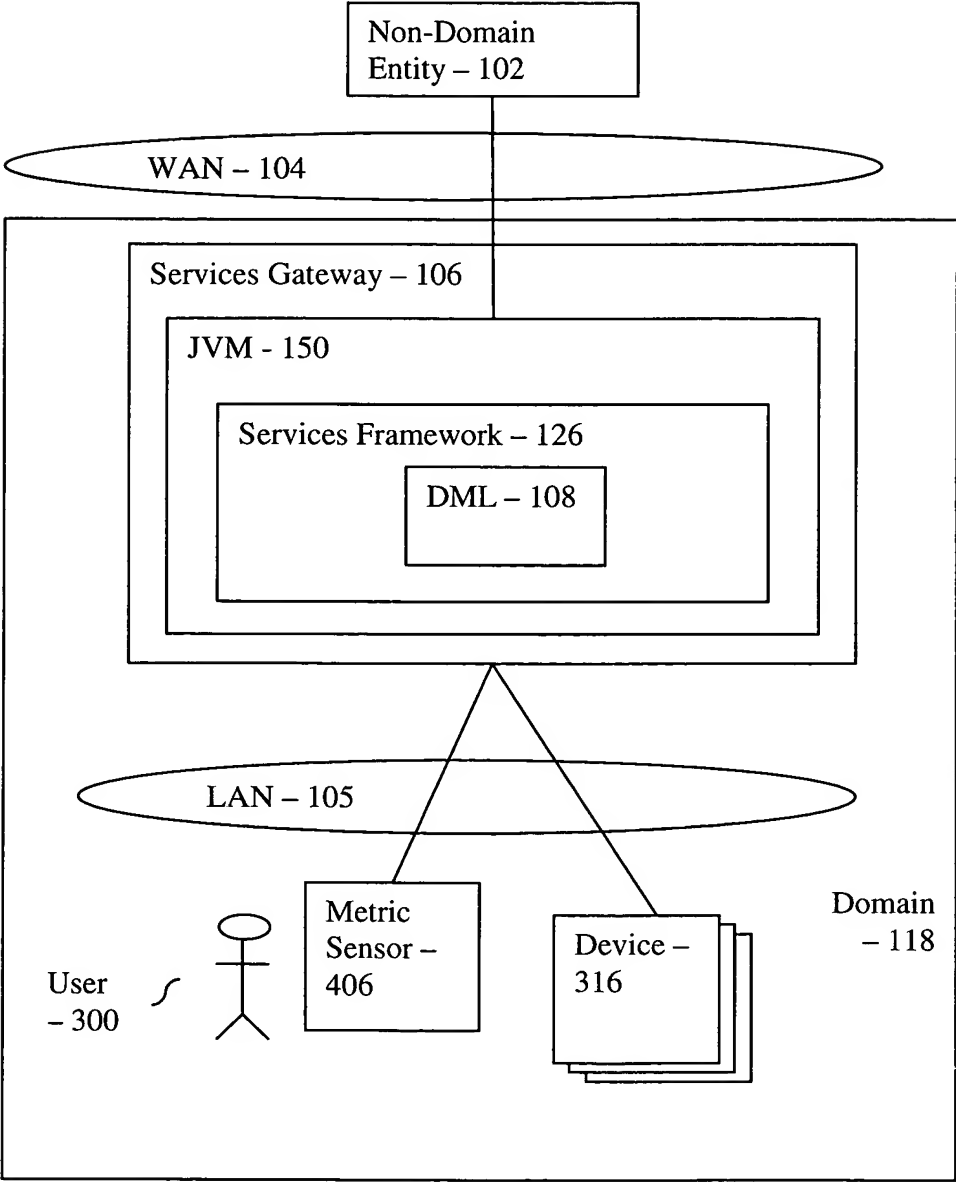 Non-Domain
Entity – 102
WAN – 104
Services Gateway – 106
JVM - 150
Services Framework – 126
DML – 108
LAN – 105
Metric
Sensor –
406
Device –
316
Domain
– 118
User
– 300